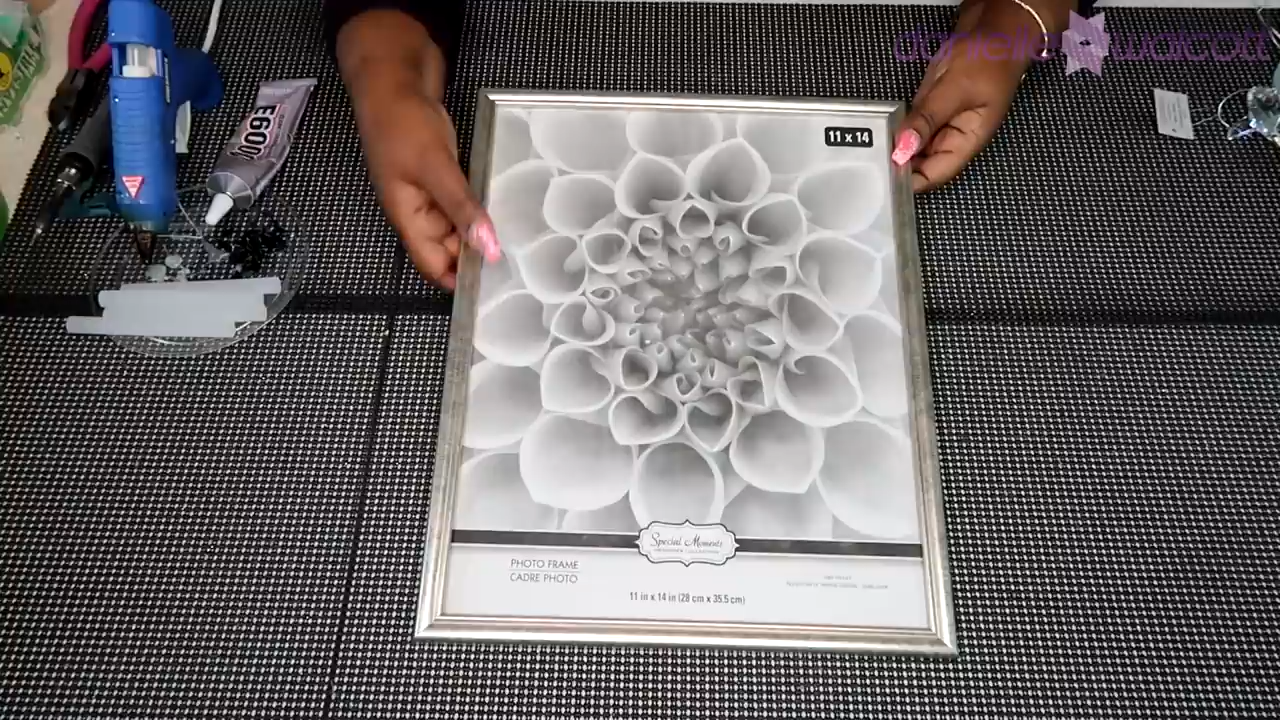 danielle walcott
E6000
11 x 14
Special Moments
PHOTO FRAME
CADRE PHOTO
11 in x 14 in (28 cm x 35.5 cm)